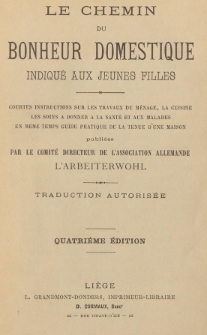 LE CHEMIN
DU
BONHEUR DOMESTIQUE
INDIQUÉ AUX JEUNES FILLES
COURTES INSTRUCTIONS SUR LES TRAVAUX DU MÉNAGE, LA CUISINE
LES SOINS A DONNER A LA SANTÉ ET AUX MALADES
EN MÊME TEMPS GUIDE PRATIQUE DE LA TENUE D'UNE MAISON
publiées
PAR LE COMITÉ DIRECTEUR DE L'ASSOCIATION ALLEMANDE
L'ARBEITERWOHL
TRADUCTION AUTORISÉE
QUATRIÈME ÉDITION
LIÉGE
L. GRANDMONT-DONDERS, IMPRIMEUR-LIBRAIRE
D. CORMAUX, Succr